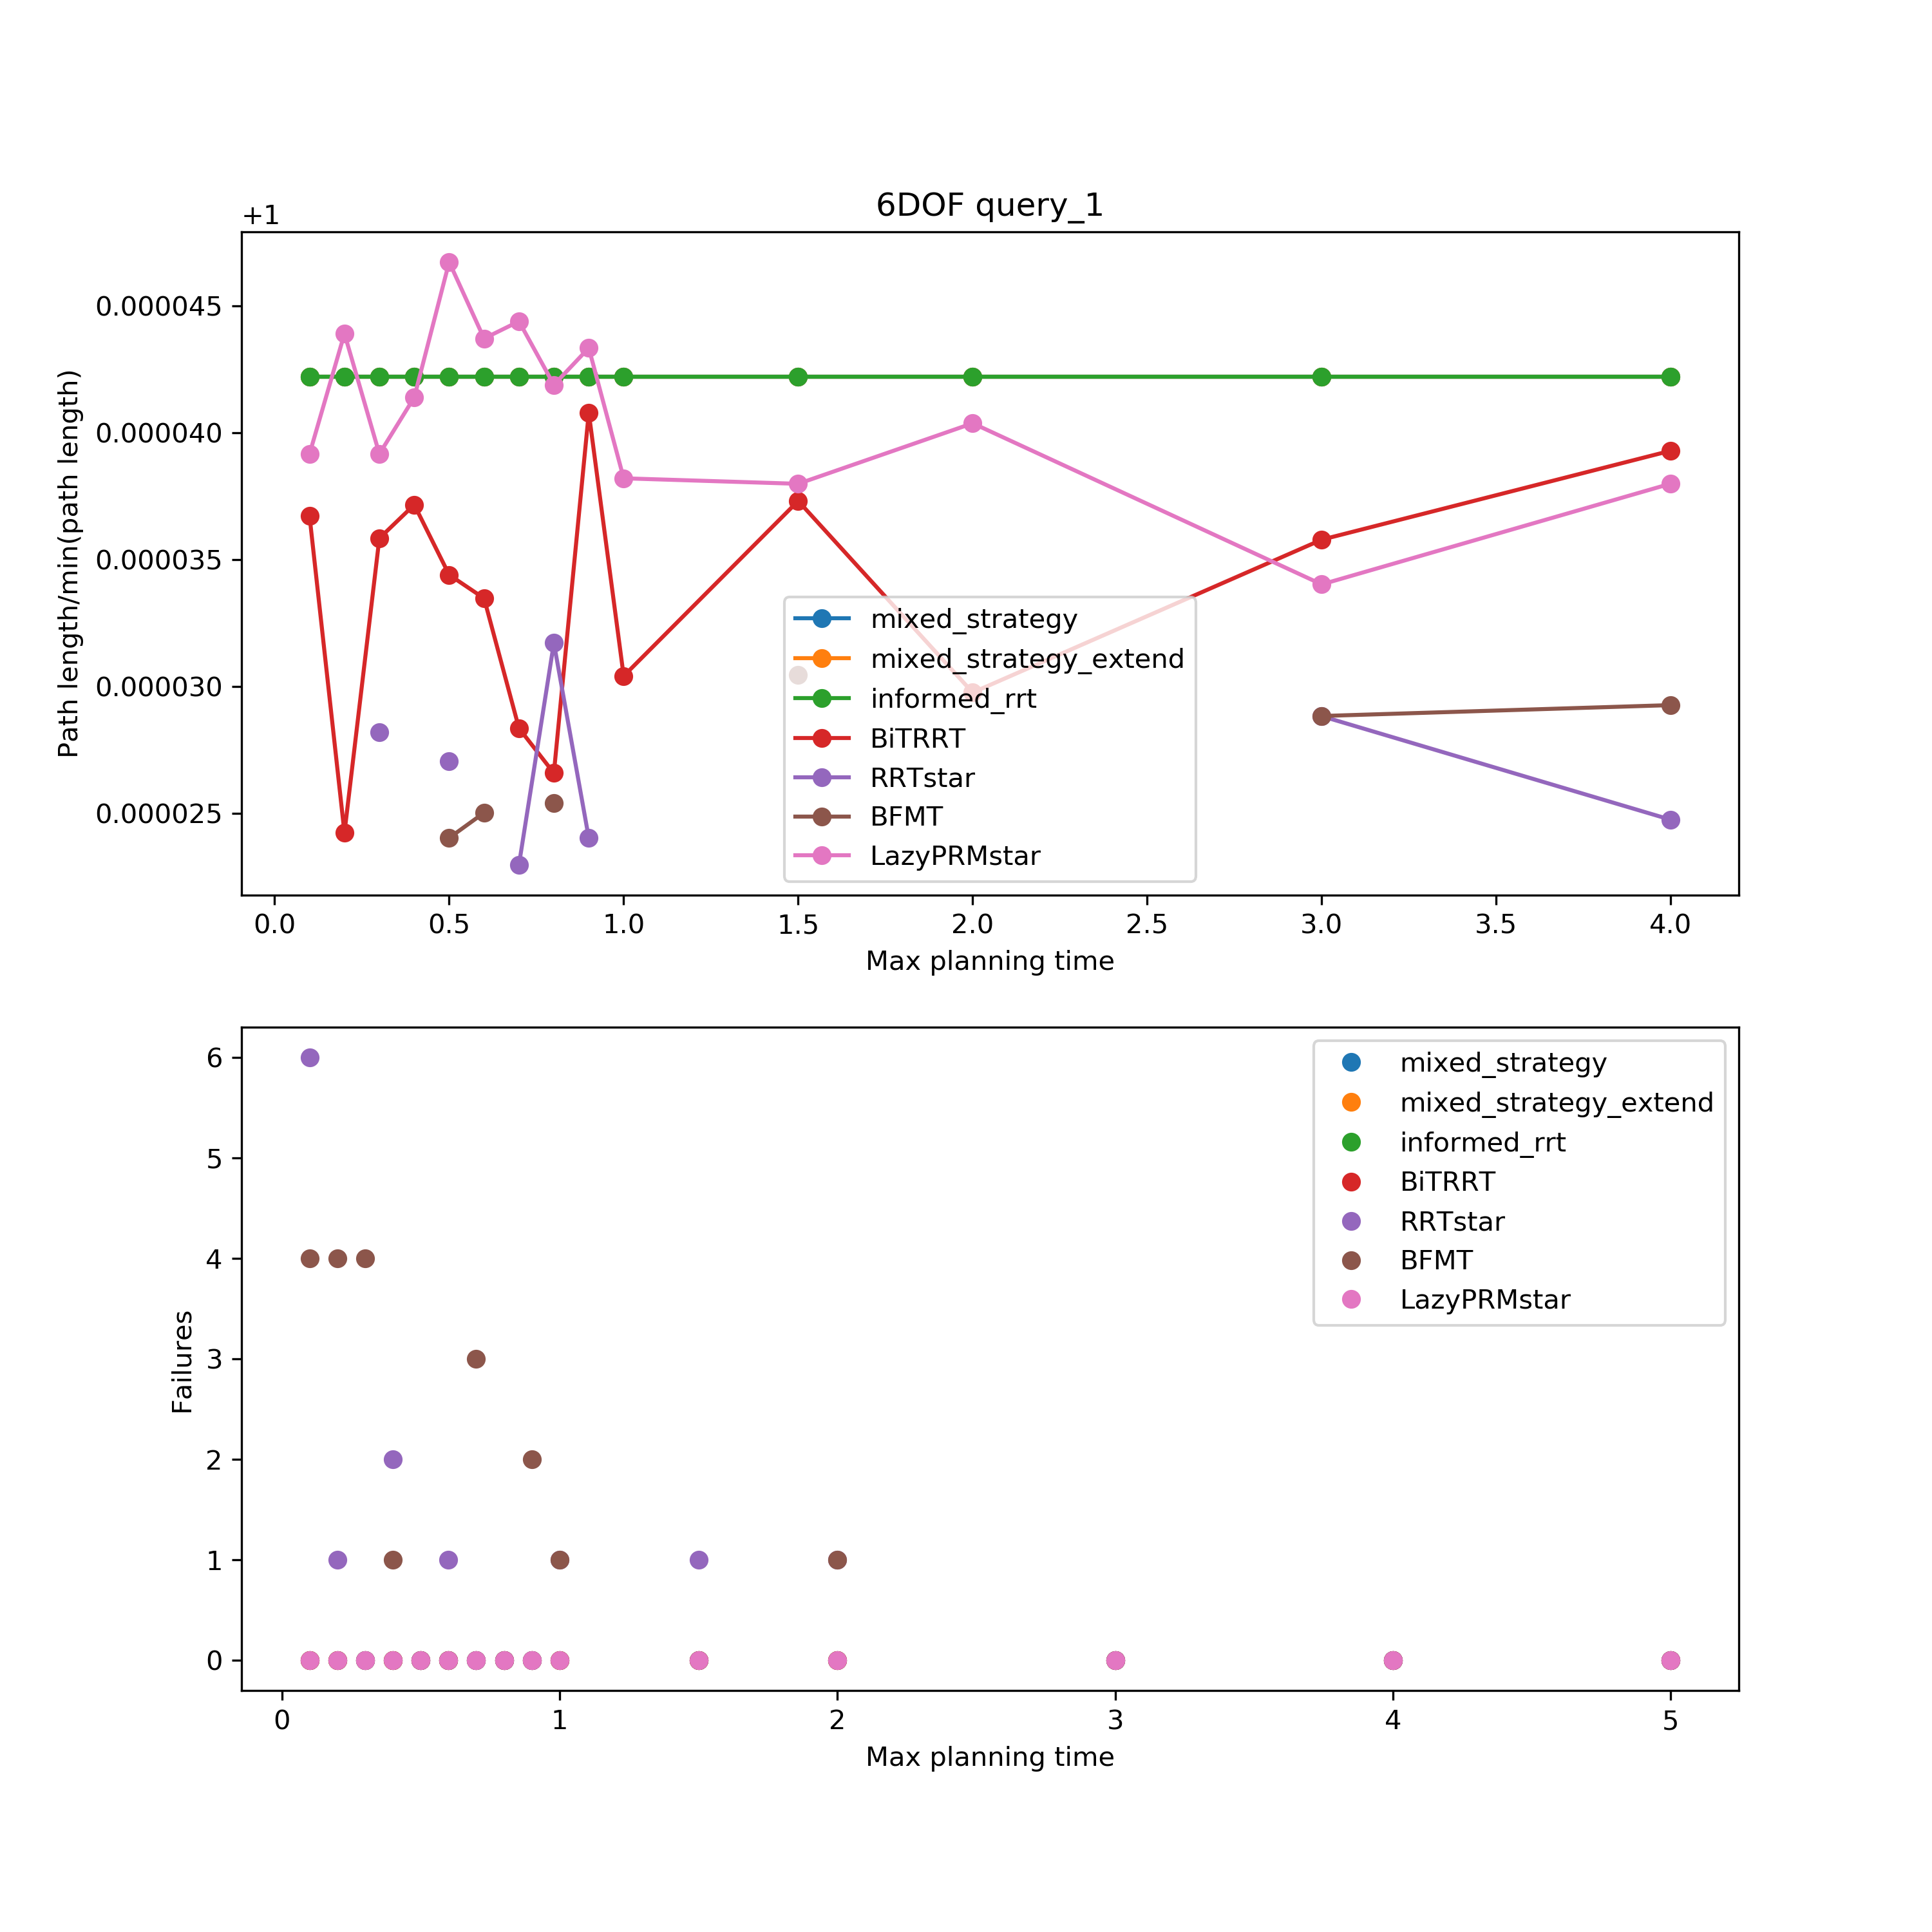 6DOF query_1
+1
0.000045
0.000040
0.000035
0.000030
0.000025
Path length/min(path length)
mixed_strategy
mixed_strategy_extend
informed_rrt
BiTRRT
RRTstar
BFMT
LazyPRMstar
0.0 0.5 1.0 1.5 2.0 2.5 3.0 3.5 4.0
Max planning time
6
5
4
3
2
1
0
Failures
mixed_strategy
mixed_strategy_extend
informed_rrt
BiTRRT
RRTstar
BFMT
LazyPRMstar
0 1 2 3 4 5
Max planning time